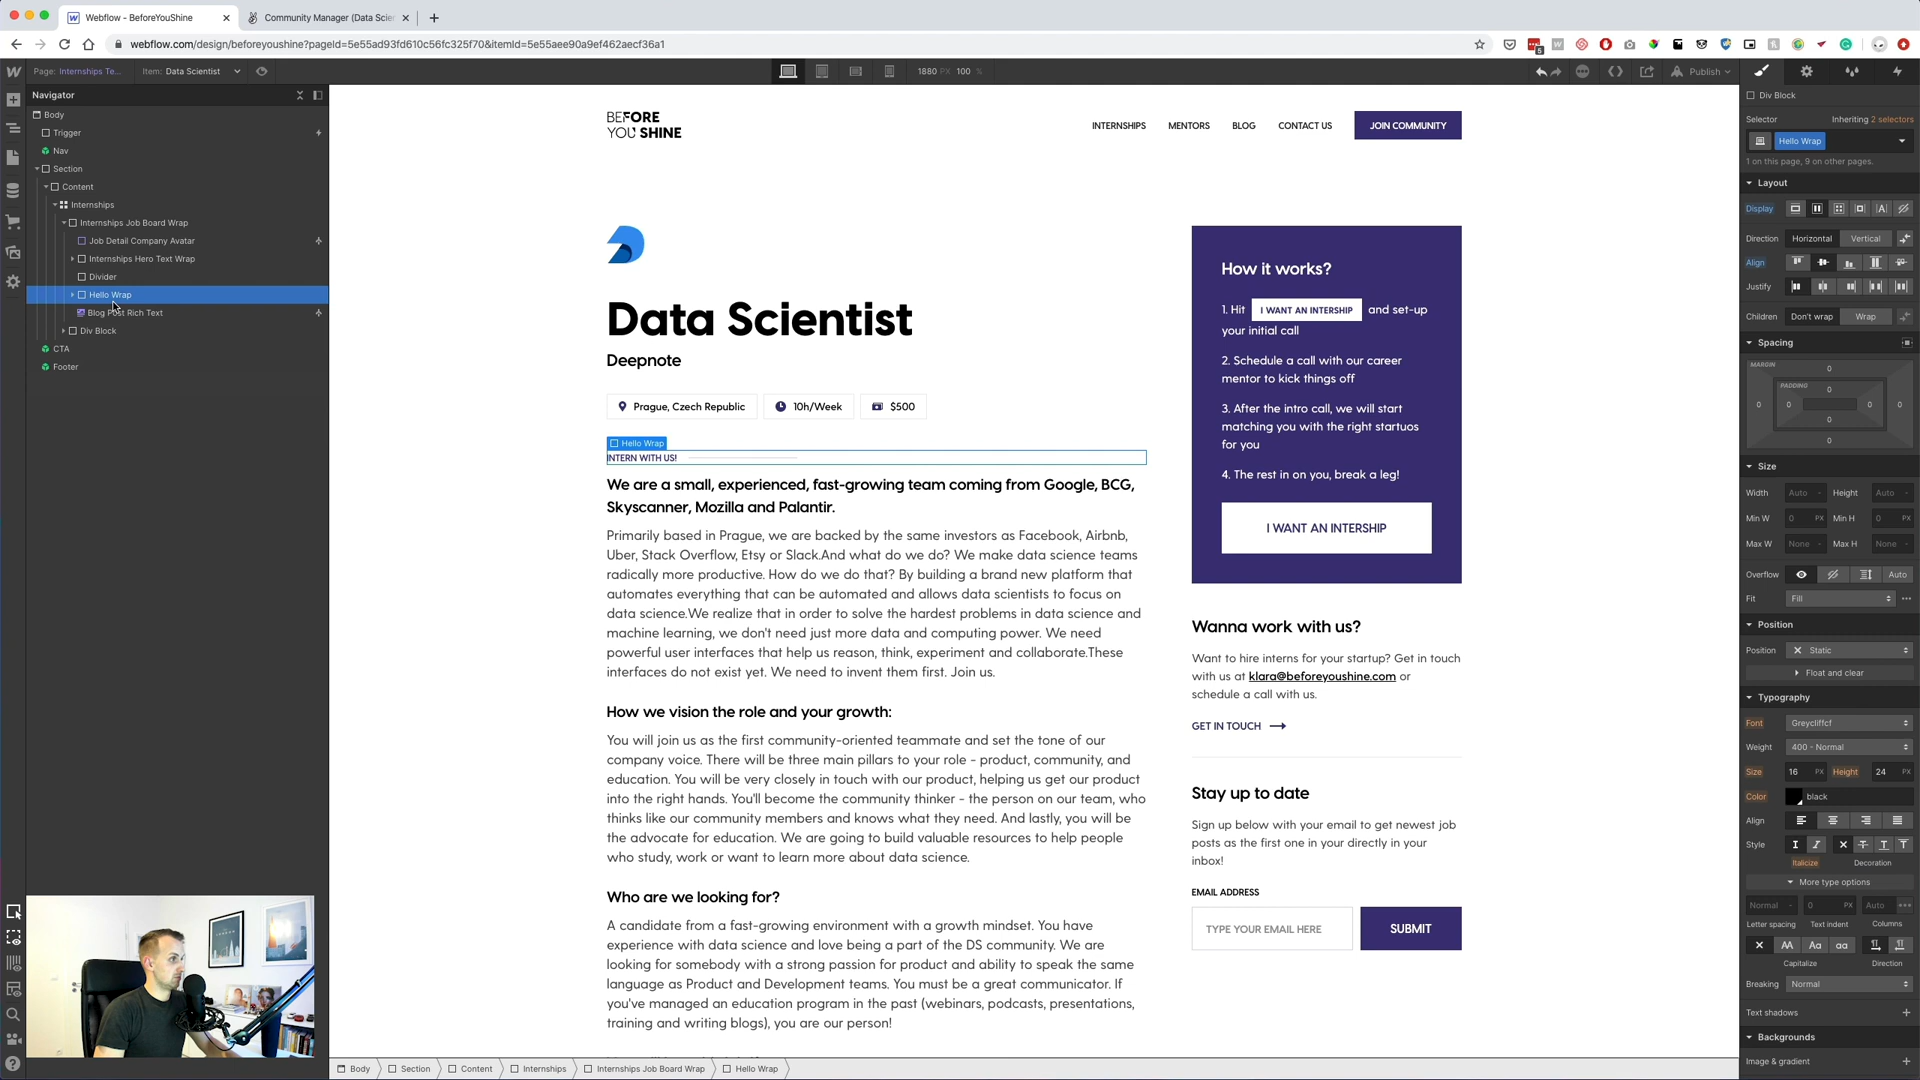 Webflow - BeforeYouShine
Community Manager (Data Scien
webflow.com/design/beforeyoushine?pageId=5e55ad93fd610c56fc325f70&itemId=5e55aee90a9ef462aecf36a1
Page: Internships Te...
Item: Data Scientist
1880 PX 100 %
Publish
Navigator
Body
Trigger
Nav
Section
Content
Internships
Internships Job Board Wrap
Job Detail Company Avatar
Internships Hero Text Wrap
Divider
Hello Wrap
Blog Post Rich Text
Div Block
CTA
Footer
BEFORE
YOU SHINE
INTERNSHIPS
MENTORS
BLOG
CONTACT US
JOIN COMMUNITY
Data Scientist
Deepnote
Prague, Czech Republic
10h/Week
$500
Hello Wrap
INTERN WITH US!
We are a small, experienced, fast-growing team coming from Google, BCG,
Skyscanner, Mozilla and Palantir.
Primarily based in Prague, we are backed by the same investors as Facebook, Airbnb,
Uber, Stack Overflow, Etsy or Slack.And what do we do? We make data science teams
radically more productive. How do we do that? By building a brand new platform that
automates everything that can be automated and allows data scientists to focus on
data science.We realize that in order to solve the hardest problems in data science and
machine learning, we don't need just more data and computing power. We need
powerful user interfaces that help us reason, think, experiment and collaborate.These
interfaces do not exist yet. We need to invent them first. Join us.
How we vision the role and your growth:
You will join us as the first community-oriented teammate and set the tone of our
company voice. There will be three main pillars to your role - product, community, and
education. You will be very closely in touch with our product, helping us get our product
into the right hands. You'll become the community thinker - the person on our team, who
thinks like our community members and knows what they need. And lastly, you will be
the advocate for education. We are going to build valuable resources to help people
who study, work or want to learn more about data science.
Who are we looking for?
A candidate from a fast-growing environment with a growth mindset. You have
experience with data science and love being a part of the DS community. We are
looking for somebody with a strong passion for product and ability to speak the same
language as Product and Development teams. You must be a great communicator. If
you've managed an education program in the past (webinars, podcasts, presentations,
training and writing blogs), you are our person!
How it works?
1. Hit I WANT AN INTERSHIP and set-up
your initial call
2. Schedule a call with our career
mentor to kick things off
3. After the intro call, we will start
matching you with the right startuos
for you
4. The rest in on you, break a leg!
I WANT AN INTERSHIP
Wanna work with us?
Want to hire interns for your startup? Get in touch
with us at klara@beforeyoushine.com or
schedule a call with us.
GET IN TOUCH
Stay up to date
Sign up below with your email to get newest job
posts as the first one in your directly in your
inbox!
EMAIL ADDRESS
TYPE YOUR EMAIL HERE
SUBMIT
Body
Section
Content
Internships
Internships Job Board Wrap
Hello Wrap
Div Block
Selector
Inheriting 2 selectors
Hello Wrap
1 on this page, 9 on other pages.
Layout
Display
Direction Horizontal Vertical
Align
Justify
Children Don't wrap Wrap
Spacing
MARGIN
0
PADDING
0
0 0 0 0
0
0
Size
Width Auto - Height Auto -
Min W 0 PX Min H 0 PX
Max W None - Max H None -
Overflow Auto
Fit Fill
Position
Position Static
Float and clear
Typography
Font Greycliffcf
Weight 400 - Normal
Size 16 PX Height 24 PX
Color black
Align
Style
Italicize Decoration
More type options
Normal - 0 PX Auto
Letter spacing Text indent Columns
AA Aa aa
Capitalize Direction
Breaking Normal
Text shadows
Backgrounds
Image & gradient